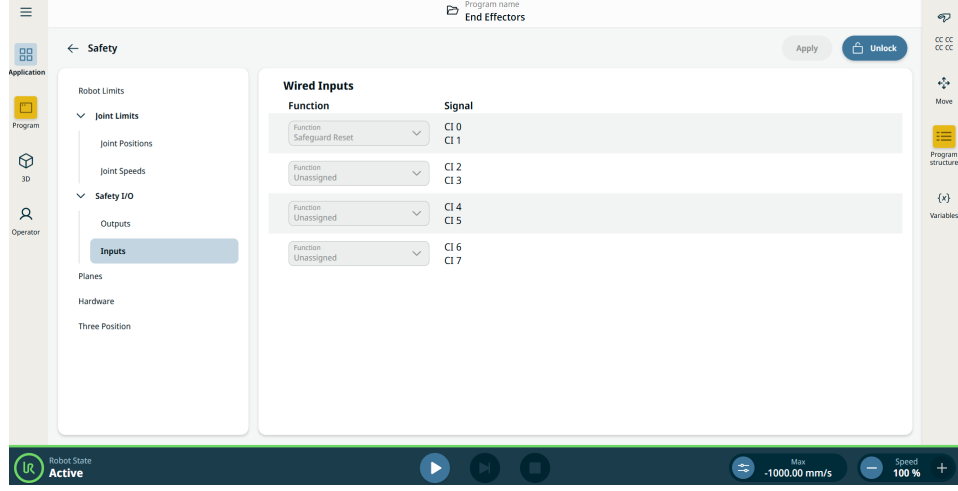 Program name
End Effectors
Application
Program
3D
Operator
Safety
Apply
Unlock
Robot Limits
Joint Limits
Joint Positions
Joint Speeds
Safety I/O
Outputs
Inputs
Planes
Hardware
Three Position
Wired Inputs
Function
Signal
Function
Safeguard Reset
CI 0
CI 1
Function
Unassigned
CI 2
CI 3
Function
Unassigned
CI 4
CI 5
Function
Unassigned
CI 6
CI 7
CC CC
CC CC
Move
Program
structure
{x}
Variables
UR
Robot State
Active
Max
-1000.00 mm/s
Speed
100 %